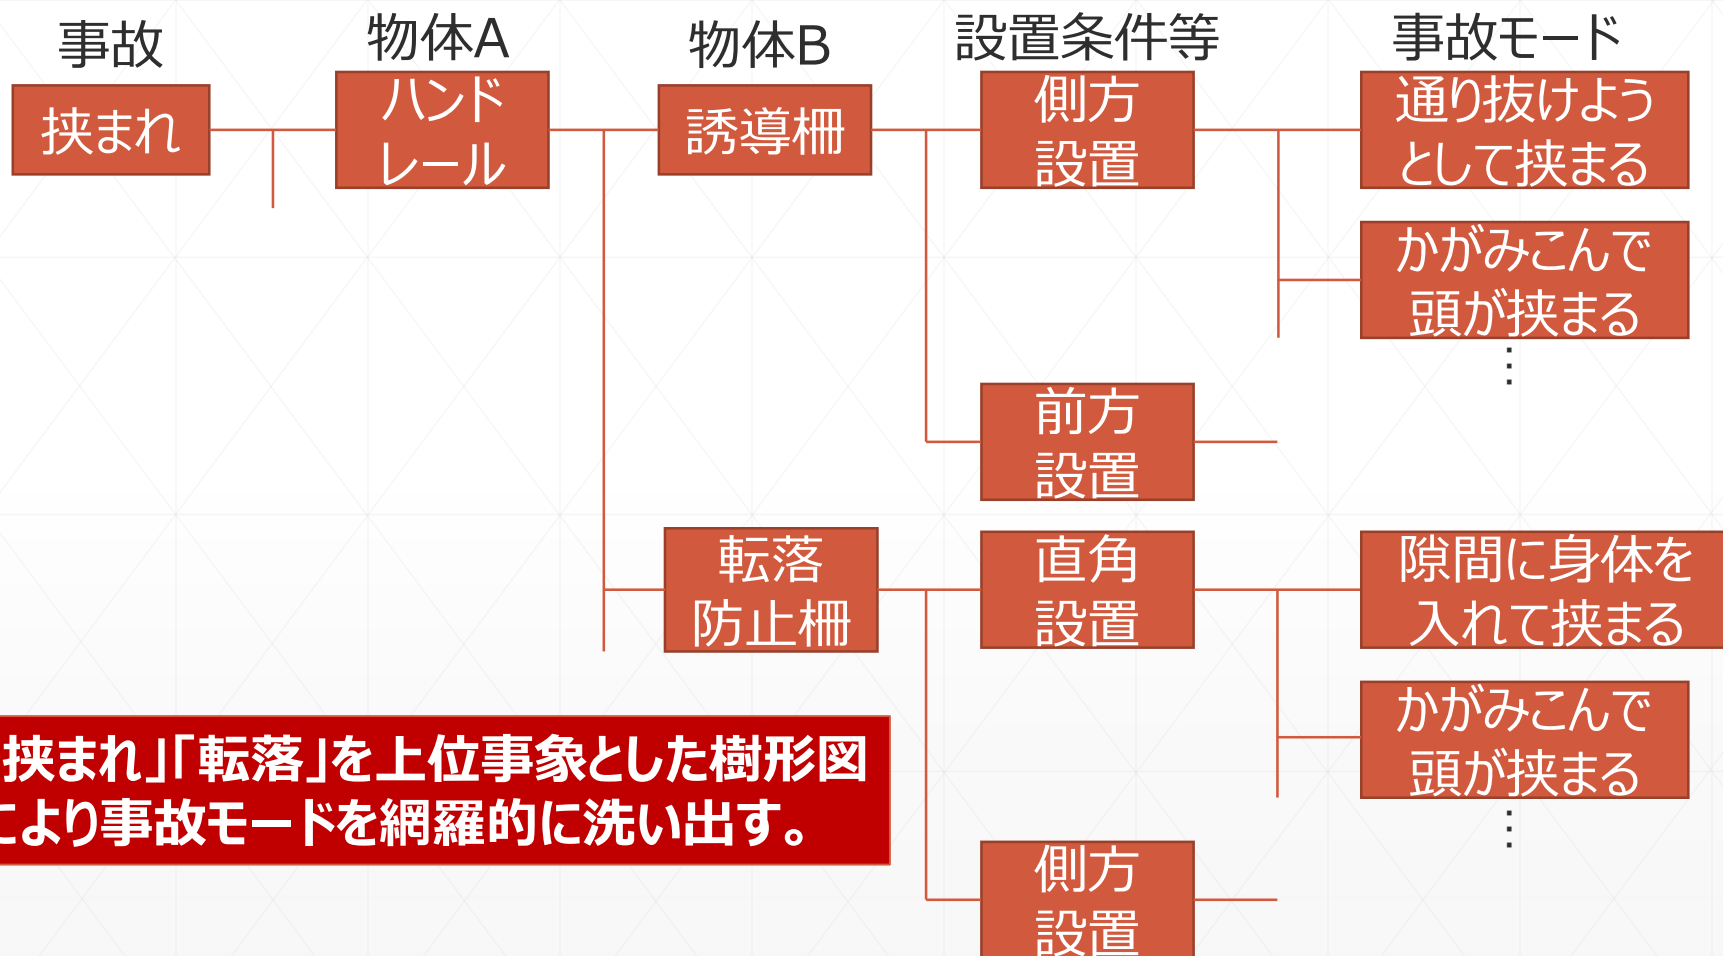 事故
物体A
物体B
設置条件等
事故モード
挟まれ
ハンド
レール
誘導柵
側方
設置
通り抜けよう
として挟まる
かがみこんで
頭が挟まる
⋮
前方
設置
転落
防止柵
直角
設置
隙間に身体を
入れて挟まる
かがみこんで
頭が挟まる
⋮
側方
設置
挟まれ」「転落」を上位事象とした樹形図
により事故モードを網羅的に洗い出す。